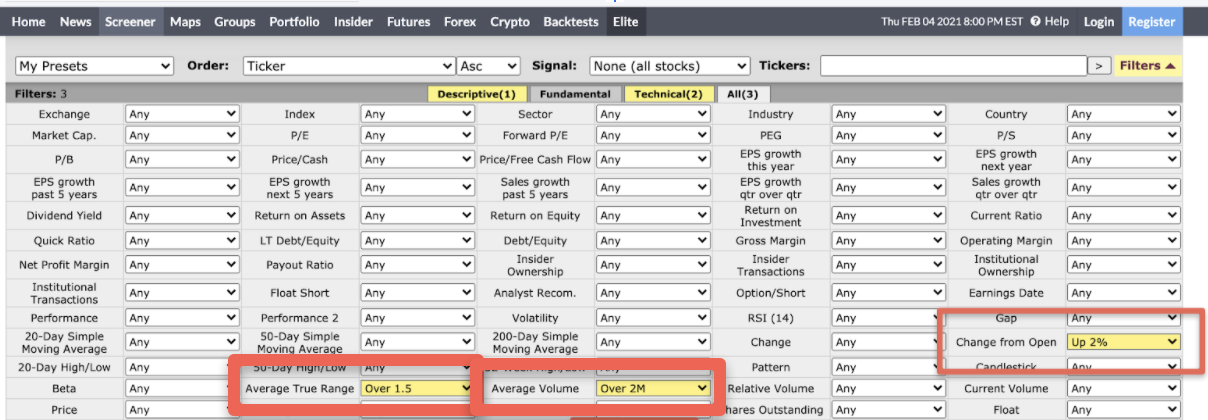 Home News Screener Maps Groups Portfolio Insider Futures Forex Crypto Backtests Elite Thu FEB 04 2021 8:00 PM EST ? Help Login Register
My Presets Order: Ticker Asc Signal: None (all stocks) Tickers: > Filters ▲
Filters: 3 Descriptive(1) Fundamental Technical(2) All(3)
Exchange Any Index Any Sector Any Industry Any Country Any
Market Cap. Any P/E Any Forward P/E Any PEG Any P/S Any
P/B Any Price/Cash Any Price/Free Cash Flow Any EPS growth this year Any EPS growth next year Any
EPS growth past 5 years Any EPS growth next 5 years Any Sales growth past 5 years Any EPS growth qtr over qtr Any Sales growth qtr over qtr Any
Dividend Yield Any Return on Assets Any Return on Equity Any Return on Investment Any Current Ratio Any
Quick Ratio Any LT Debt/Equity Any Debt/Equity Any Gross Margin Any Operating Margin Any
Net Profit Margin Any Payout Ratio Any Insider Ownership Any Insider Transactions Any Institutional Ownership Any
Institutional Transactions Any Float Short Any Analyst Recom. Any Option/Short Any Earnings Date Any
Performance Any Performance 2 Any Volatility Any RSI (14) Any Gap Any
20-Day Simple Moving Average Any 50-Day Simple Moving Average Any 200-Day Simple Moving Average Any Change Any Change from Open Up 2%
20-Day High/Low Any 50-Day High/Low Any Pattern Any Candlestick Any
Beta Any Average True Range Over 1.5 Average Volume Over 2M Relative Volume Any Current Volume Any
Price Any Outstanding Any Float Any